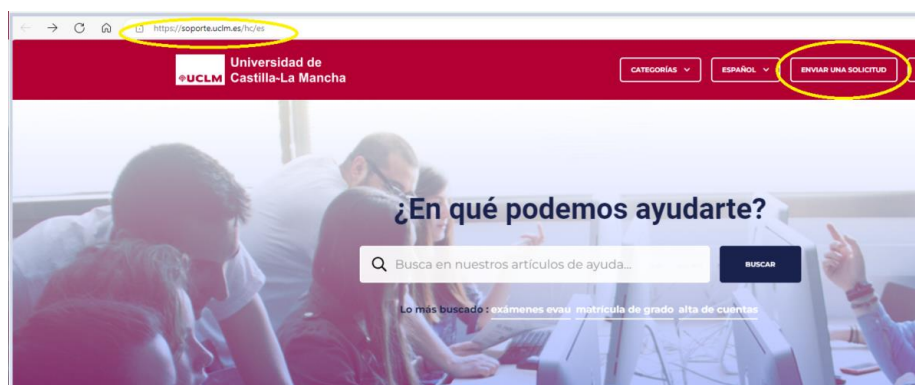 https://soporte.uclm.es/hc/es
Universidad de
UCLM Castilla-La Mancha
CATEGORÍAS
ESPAÑOL
ENVIAR UNA SOLICITUD
¿En qué podemos ayudarte?
Busca en nuestros artículos de ayuda...
BUSCAR
Lo más buscado : exámenes evau matrícula de grado alta de cuentas